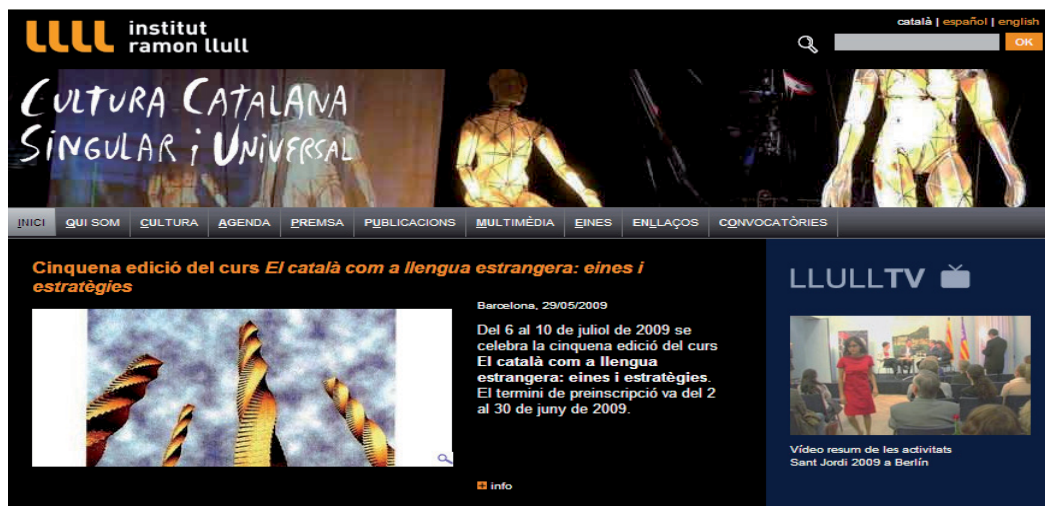 LLLL institut
ramon llull
català | español | english
OK
CULTURA CATALANA
SINGULAR i UNIVERSAL
INICI QUI SOM CULTURA AGENDA PREMSA PUBLICACIONS MULTIMÈDIA EINES ENLLAÇOS CONVOCATÒRIES
Cinquena edició del curs El català com a llengua estrangera: eines i
estratègies
Barcelona, 29/05/2009
Del 6 al 10 de juliol de 2009 se
celebra la cinquena edició del curs
El català com a llengua
estrangera: eines i estratègies.
El termini de preinscripció va del 2
al 30 de juny de 2009.
info
LLULLTV
Vídeo resum de les activitats
Sant Jordi 2009 a Berlín